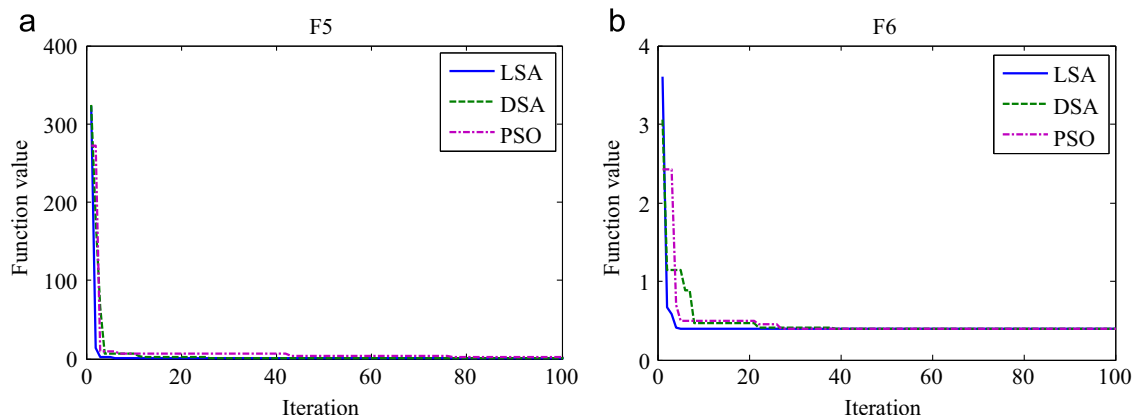 a
F5
400
300
200
100
0
Function value
0 20 40 60 80 100
Iteration
LSA
DSA
PSO
b
F6
4
3
2
1
0
Function value
0 20 40 60 80 100
Iteration
LSA
DSA
PSO